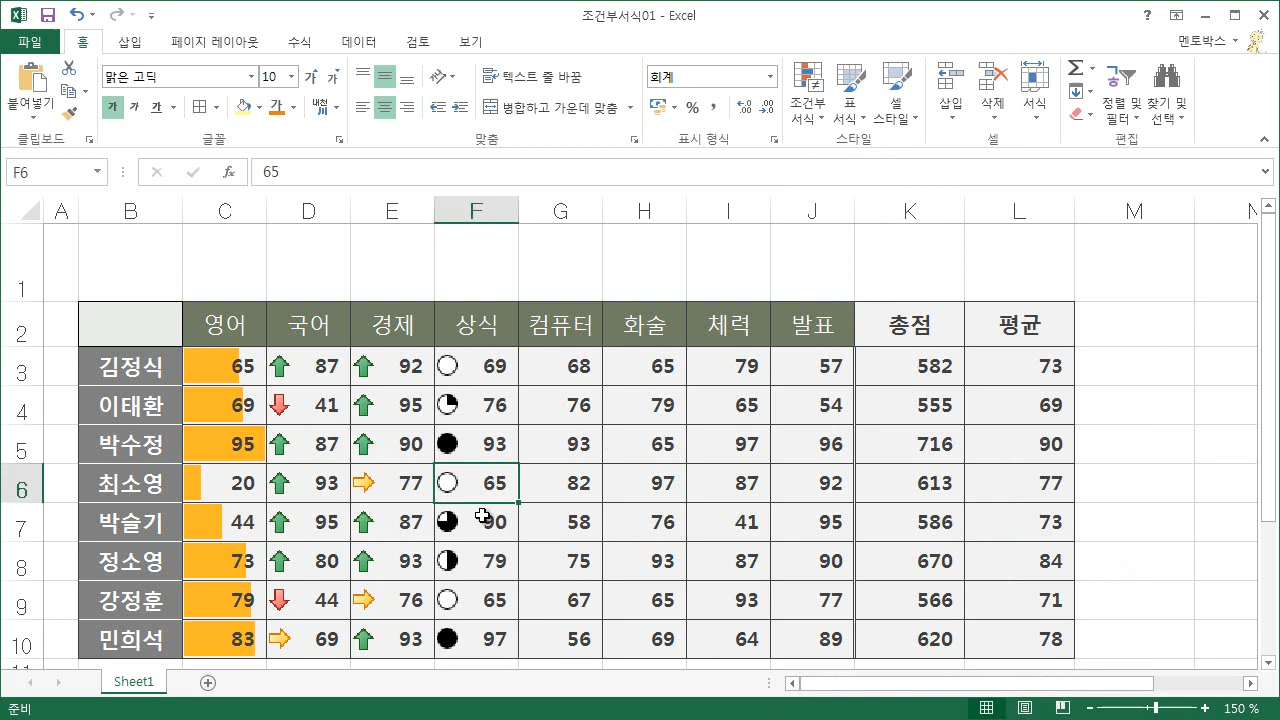 조건부서식01 - Excel
파일 홈 삽입 페이지 레이아웃 수식 데이터 검토 보기 멘토박스
붙여넣기
클립보드
맑은 고딕 10
가 가
가 가 가 내천
글꼴
텍스트 줄 바꿈
병합하고 가운데 맞춤
맞춤
회계
% ,
표시 형식
조건부 서식 표 서식 셀 스타일
스타일
삽입 삭제 서식
셀
정렬 및 필터 찾기 및 선택
편집
F6 fx 65
A B C D E F G H I J K L M N
1
2 영어 국어 경제 상식 컴퓨터 화술 체력 발표 총점 평균
3 김정식 65 87 92 69 68 65 79 57 582 73
4 이태환 69 41 95 76 76 79 65 54 555 69
5 박수정 95 87 90 93 93 65 97 96 716 90
6 최소영 20 93 77 65 82 97 87 92 613 77
7 박슬기 44 95 87 90 58 76 41 95 586 73
8 정소영 73 80 93 79 75 93 87 90 670 84
9 강정훈 79 44 76 65 67 65 93 77 566 71
10 민희석 83 69 93 97 56 69 64 89 620 78
11
Sheet1
준비 150 %